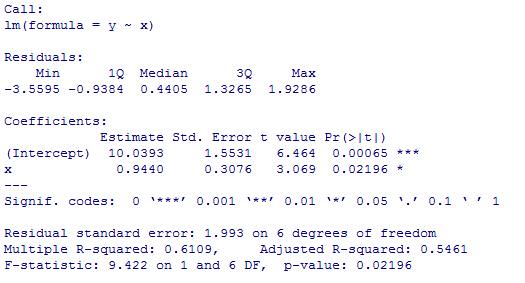 Call:
lm(formula = y ~ x)
Residuals:
    Min      1Q  Median      3Q     Max
-3.5595 -0.9384  0.4405  1.3265  1.9286
Coefficients:
            Estimate Std. Error t value Pr(>|t|)
(Intercept)  10.0393     1.5531   6.464  0.00065 ***
x             0.9440     0.3076   3.069  0.02196 *
---
Signif. codes:  0 ‘***’ 0.001 ‘**’ 0.01 ‘*’ 0.05 ‘.’ 0.1 ‘ ’ 1
Residual standard error: 1.993 on 6 degrees of freedom
Multiple R-squared: 0.6109,     Adjusted R-squared: 0.5461
F-statistic: 9.422 on 1 and 6 DF,  p-value: 0.02196